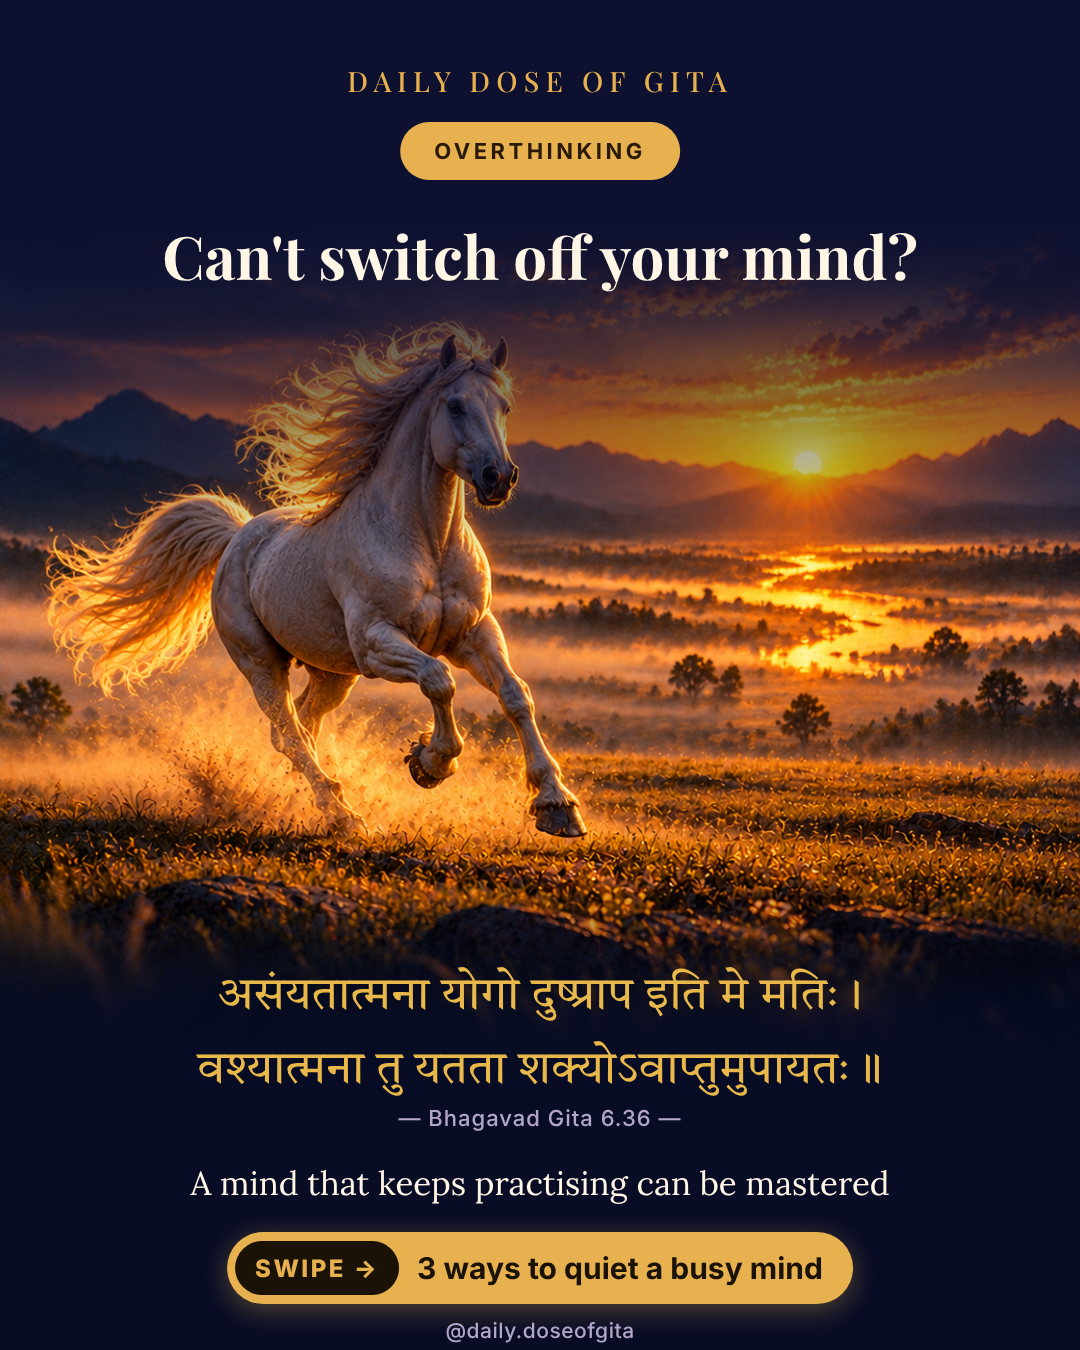 DAILY DOSE OF GITA
OVERTHINKING
Can't switch off your mind?
असंयतात्मना योगो दुष्प्राप इति मे मतिः ।
वश्यात्मना तु यतता शक्योऽवाप्तुमुपायतः ॥
— Bhagavad Gita 6.36 —
A mind that keeps practising can be mastered
SWIPE → 3 ways to quiet a busy mind
@daily.doseofgita